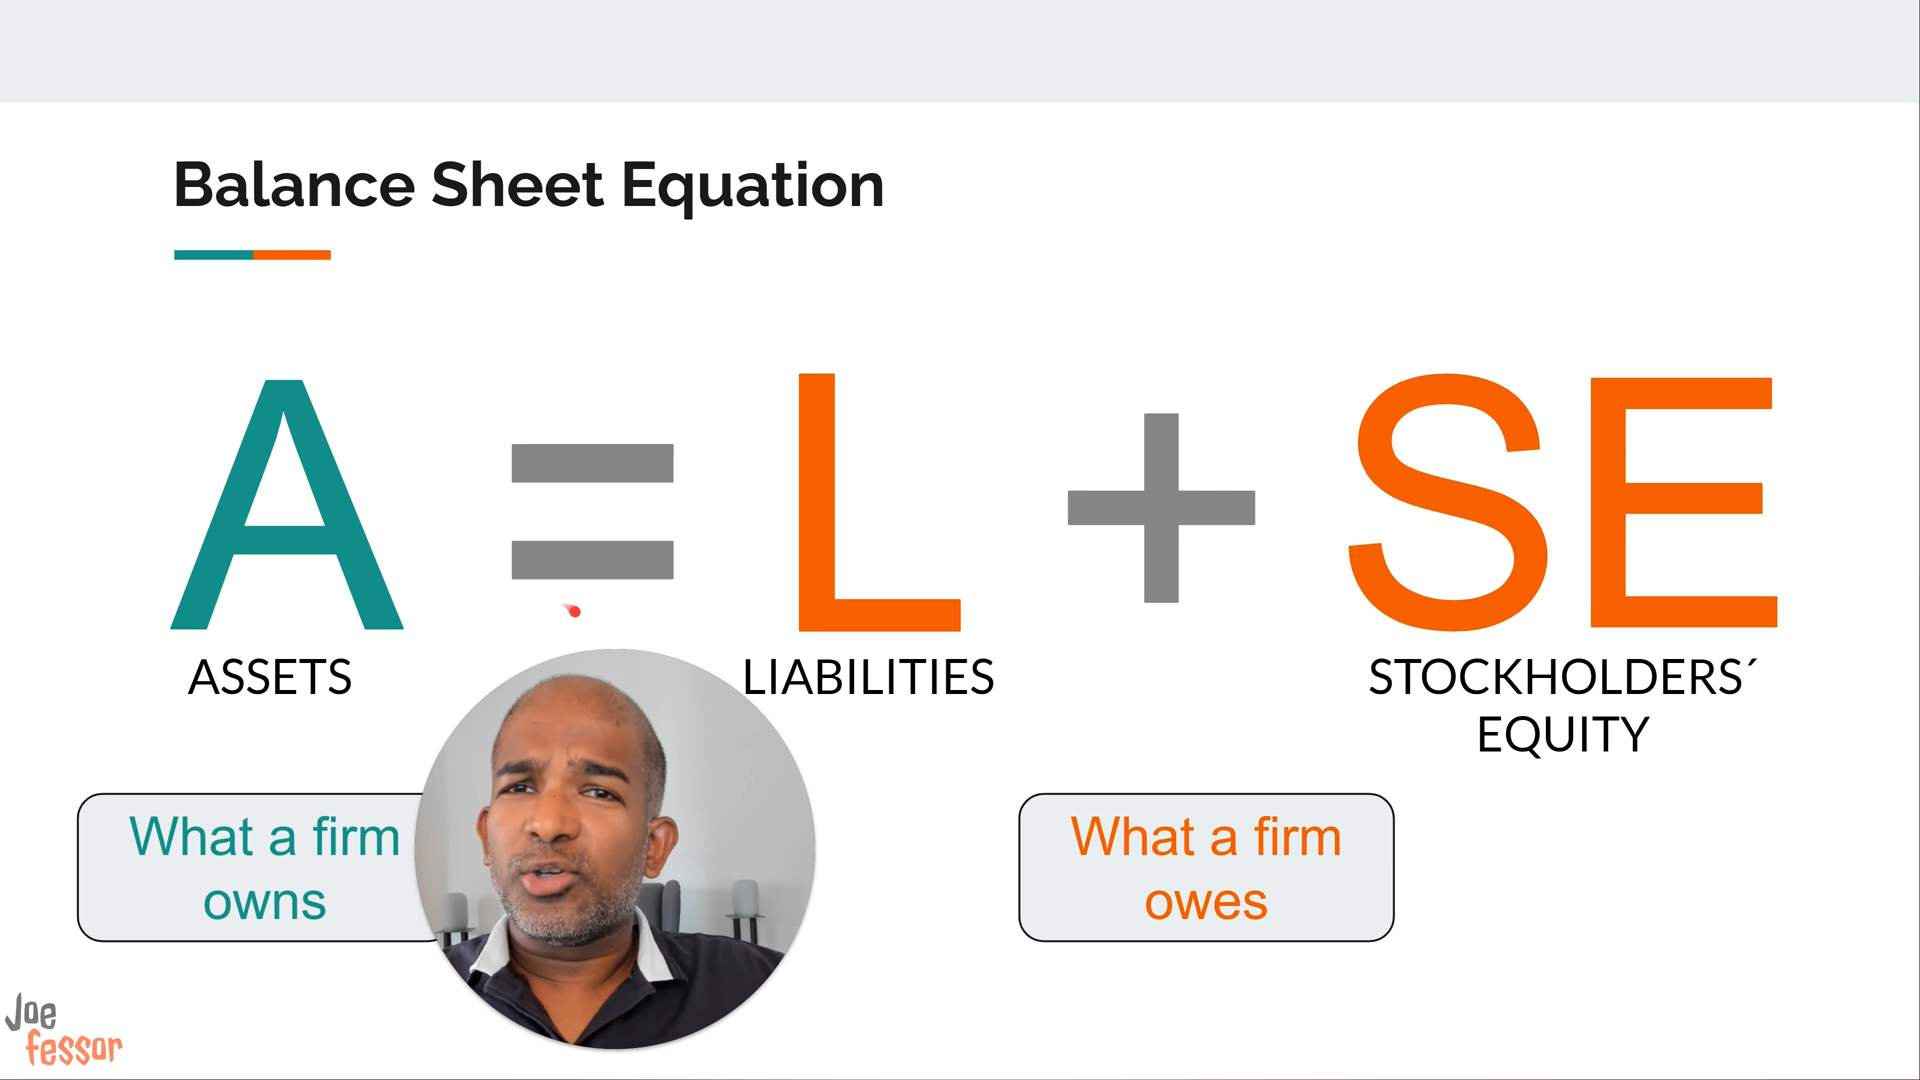 Balance Sheet Equation
A = L + SE
ASSETS
LIABILITIES
STOCKHOLDERS´
EQUITY
What a firm
owns
What a firm
owes
Joe
fessor